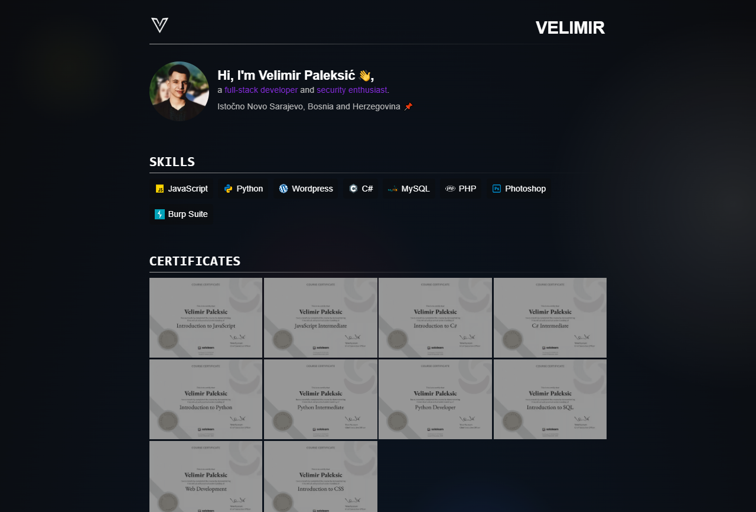 VELIMIR
Hi, I'm Velimir Paleksić 👋,
a full-stack developer and security enthusiast.
Istočno Novo Sarajevo, Bosnia and Herzegovina 📌
SKILLS
JavaScript Python Wordpress C# MySQL PHP Photoshop
Burp Suite
CERTIFICATES
Velimir Paleksic
Introduction to JavaScript
Velimir Paleksic
JavaScript Intermediate
Velimir Paleksic
Introduction to C#
Velimir Paleksic
C# Intermediate
Velimir Paleksic
Introduction to Python
Velimir Paleksic
Python Intermediate
Velimir Paleksic
Python Developer
Velimir Paleksic
Introduction to SQL
Velimir Paleksic
Web Development
Velimir Paleksic
Introduction to CSS